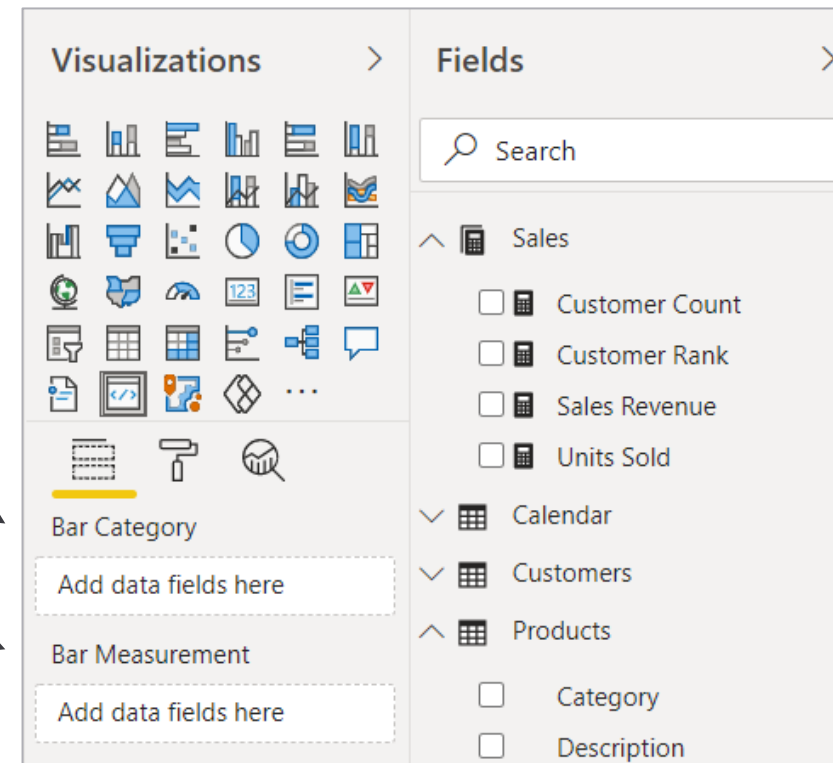 Visualizations
123
Bar Category
Add data fields here
Bar Measurement
Add data fields here
Fields
Search
Sales
Customer Count
Customer Rank
Sales Revenue
Units Sold
Calendar
Customers
Products
Category
Description